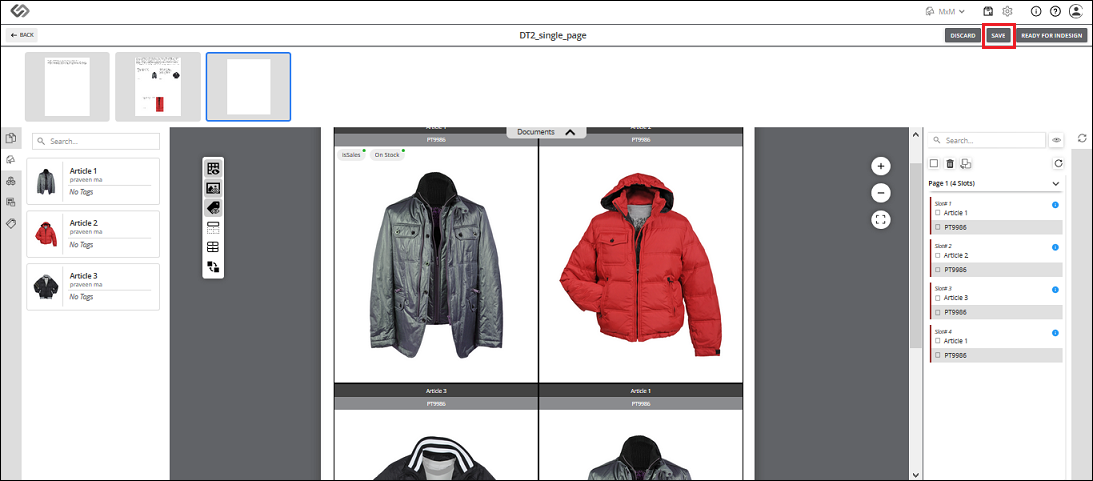 MxM
BACK
DT2_single_page
DISCARD
SAVE
READY FOR INDESIGN
Documents
Search...
Article 1
praveen ma
No Tags
Article 2
praveen ma
No Tags
Article 3
praveen ma
No Tags
Article 1
Article 2
PT9986
PT9986
isSales
On Stock
Article 3
Article 1
PT9986
PT9986
Search...
Page 1 (4 Slots)
Slot# 1
Article 1
PT9986
Slot# 2
Article 2
PT9986
Slot# 3
Article 3
PT9986
Slot# 4
Article 1
PT9986